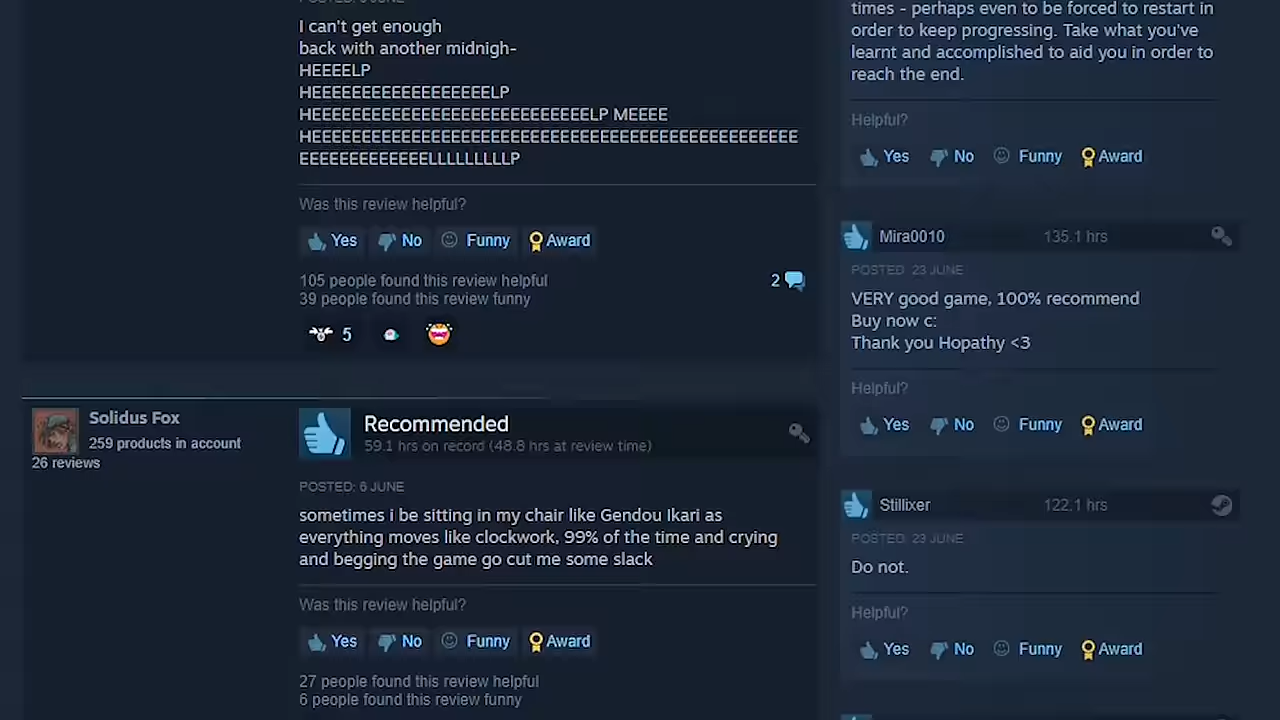 I can't get enough
back with another midnigh-
HEEEELP
HEEEEEEEEEEEEEEEEEELP
HEEEEEEEEEEEEEEEEEEEEEEEEEEEELP MEEEE
HEEEEEEEEEEEEEEEEEEEEEEEEEEEEEEEEEEEEEEEEEEEEEEEEE
EEEEEEEEEEEEELLLLLLLLP
Was this review helpful?
Yes No Funny Award
105 people found this review helpful
39 people found this review funny
2
5
Solidus Fox
259 products in account
26 reviews
Recommended
59.1 hrs on record (48.8 hrs at review time)
POSTED: 6 JUNE
sometimes i be sitting in my chair like Gendou Ikari as
everything moves like clockwork, 99% of the time and crying
and begging the game go cut me some slack
Was this review helpful?
Yes No Funny Award
27 people found this review helpful
6 people found this review funny
times - perhaps even to be forced to restart in
order to keep progressing. Take what you've
learnt and accomplished to aid you in order to
reach the end.
Helpful?
Yes No Funny Award
Mira0010 135.1 hrs
POSTED: 23 JUNE
VERY good game, 100% recommend
Buy now c:
Thank you Hopathy <3
Helpful?
Yes No Funny Award
Stillixer 122.1 hrs
POSTED: 23 JUNE
Do not.
Helpful?
Yes No Funny Award